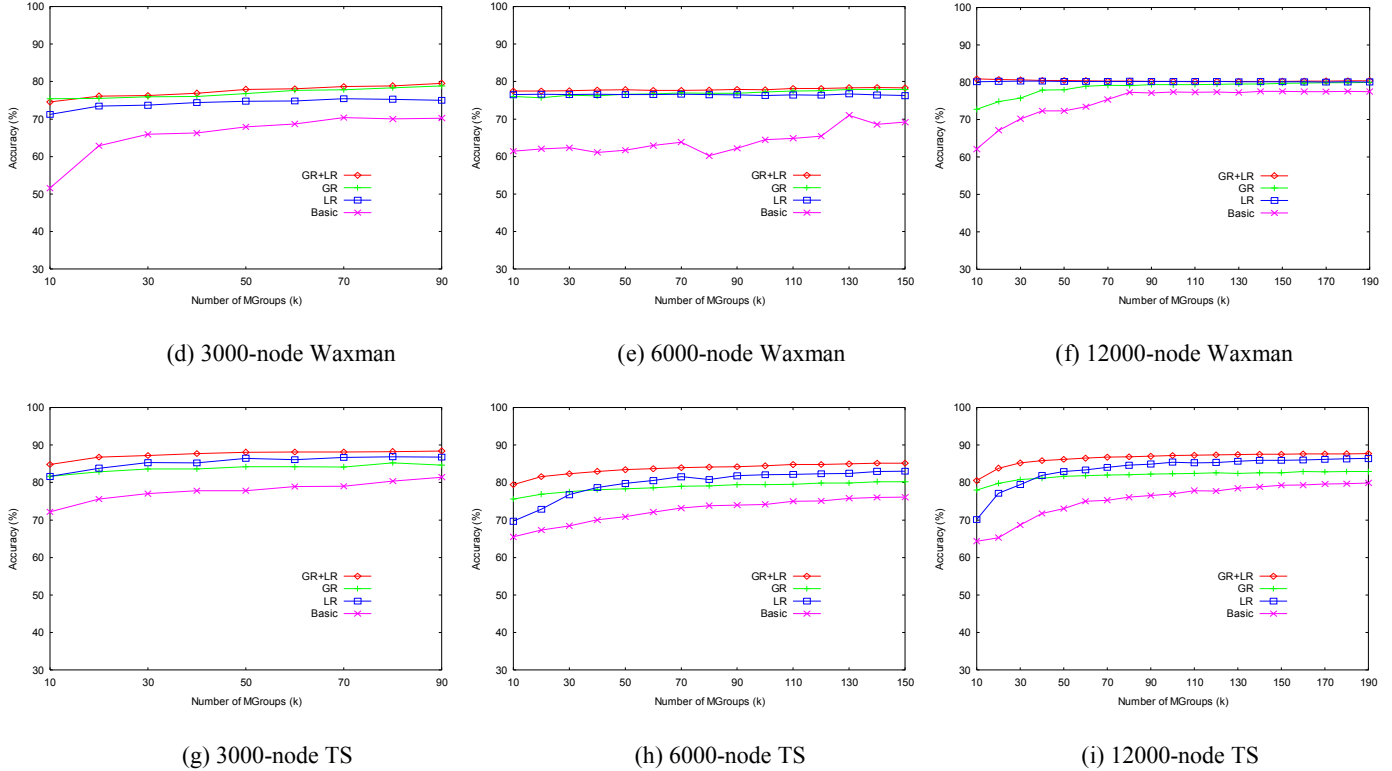 100
90
80
70
60
50
40
30
Accuracy (%)
GR+LR
GR
LR
Basic
10 30 50 70 90
Number of MGroups (k)
(d) 3000-node Waxman
100
90
80
70
60
50
40
30
Accuracy (%)
GR+LR
GR
LR
Basic
10 30 50 70 90 110 130 150
Number of MGroups (k)
(e) 6000-node Waxman
100
90
80
70
60
50
40
30
Accuracy (%)
GR+LR
GR
LR
Basic
10 30 50 70 90 110 130 150 170 190
Number of MGroups (k)
(f) 12000-node Waxman
100
90
80
70
60
50
40
30
Accuracy (%)
GR+LR
GR
LR
Basic
10 30 50 70 90
Number of MGroups (k)
(g) 3000-node TS
100
90
80
70
60
50
40
30
Accuracy (%)
GR+LR
GR
LR
Basic
10 30 50 70 90 110 130 150
Number of MGroups (k)
(h) 6000-node TS
100
90
80
70
60
50
40
30
Accuracy (%)
GR+LR
GR
LR
Basic
10 30 50 70 90 110 130 150 170 190
Number of MGroups (k)
(i) 12000-node TS